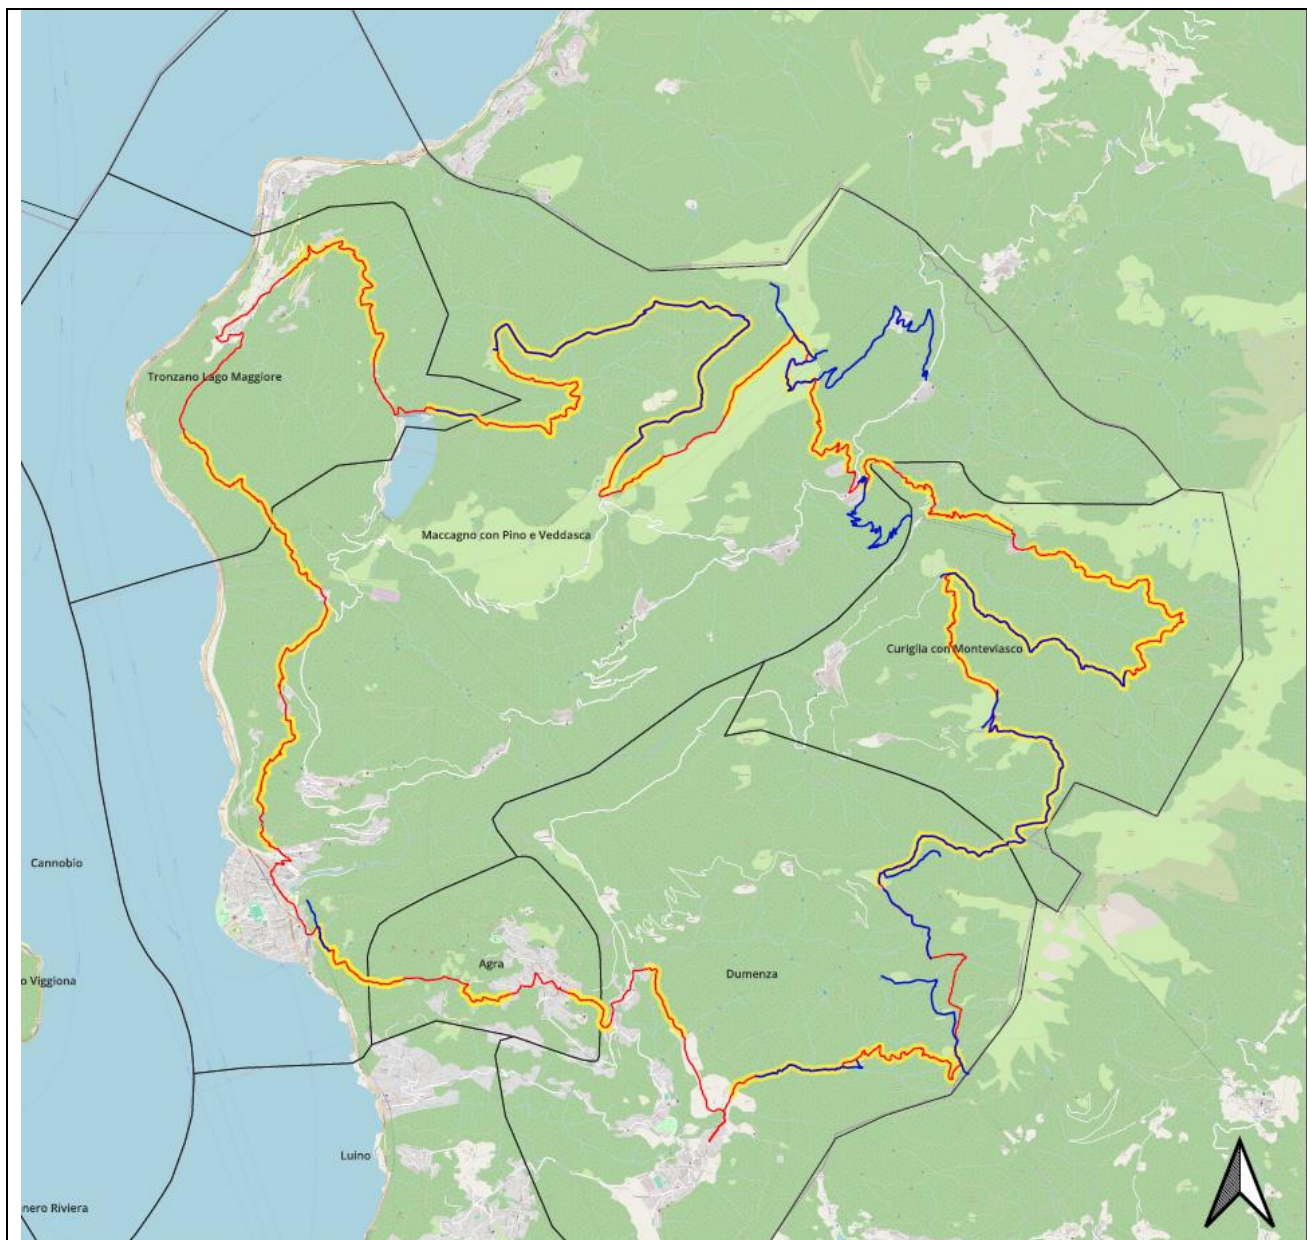 Tronzano Lago Maggiore
Maccagno con Pino e Veddasca
Curiglia con Monteviasco
Cannobio
Agra
Dumenza
o Viggiona
Luino
nero Riviera